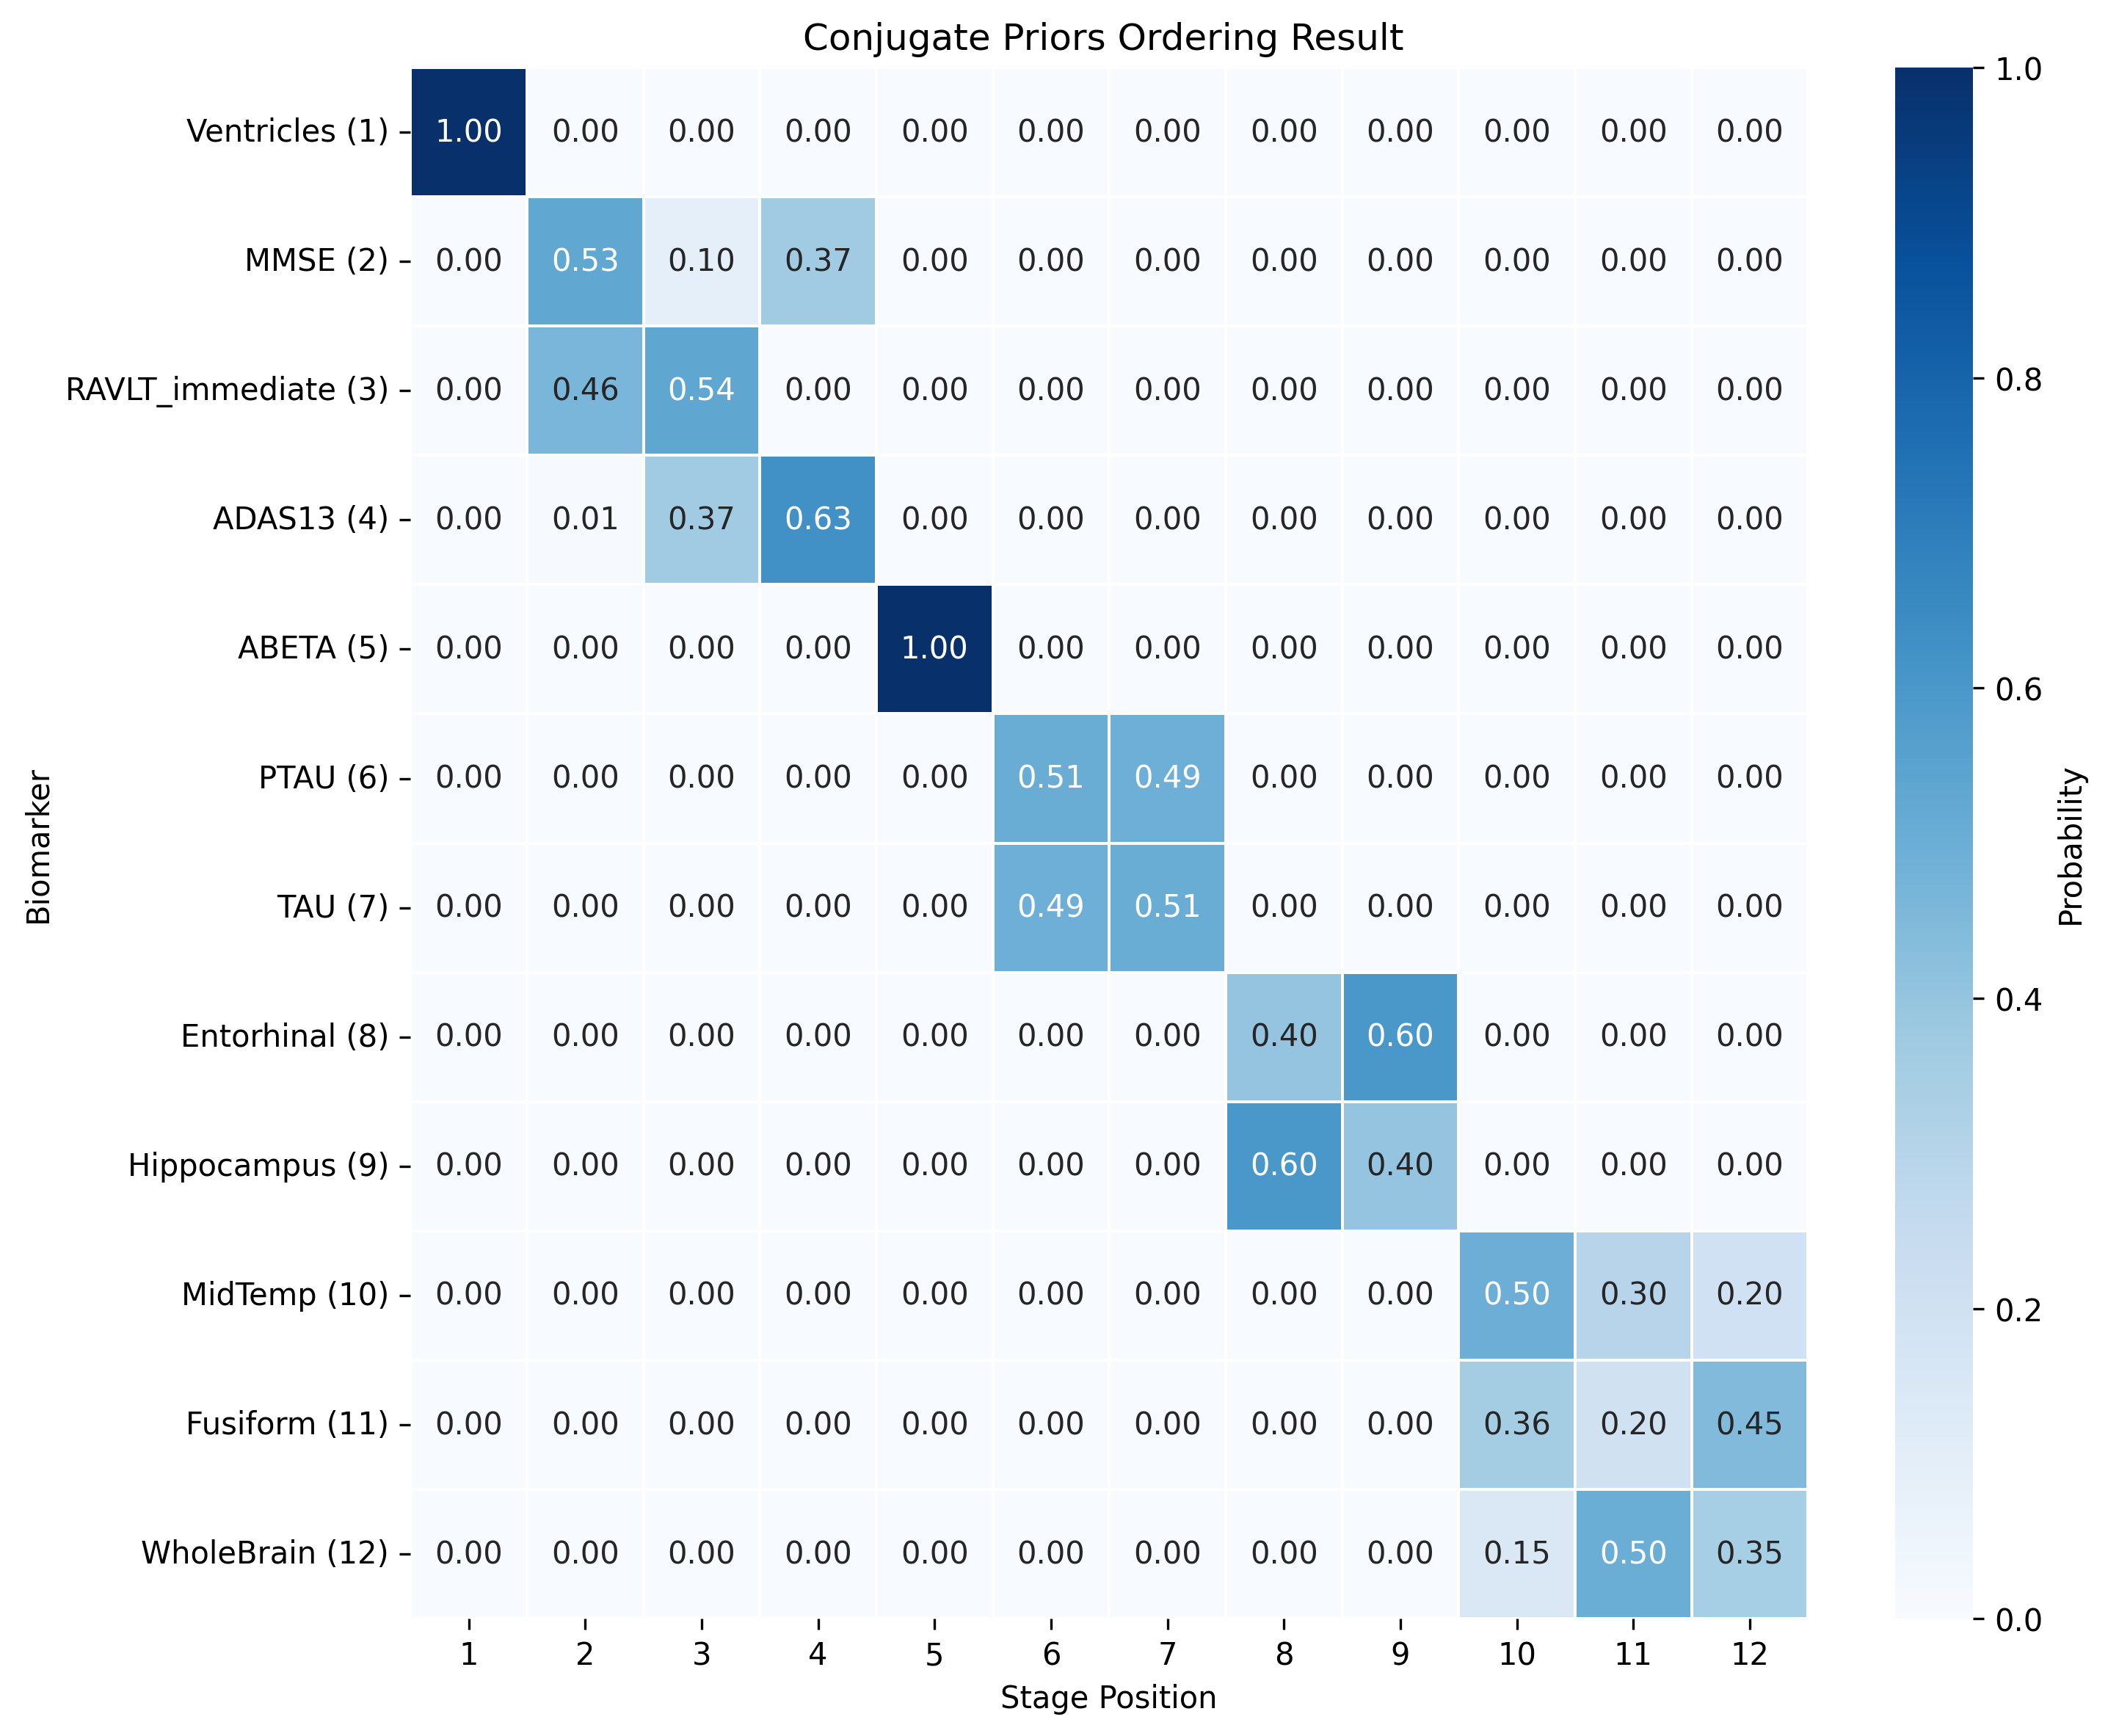 Conjugate Priors Ordering Result
Ventricles (1) 1.00 0.00 0.00 0.00 0.00 0.00 0.00 0.00 0.00 0.00 0.00 0.00
MMSE (2) 0.00 0.53 0.10 0.37 0.00 0.00 0.00 0.00 0.00 0.00 0.00 0.00
RAVLT_immediate (3) 0.00 0.46 0.54 0.00 0.00 0.00 0.00 0.00 0.00 0.00 0.00 0.00
ADAS13 (4) 0.00 0.01 0.37 0.63 0.00 0.00 0.00 0.00 0.00 0.00 0.00 0.00
ABETA (5) 0.00 0.00 0.00 0.00 1.00 0.00 0.00 0.00 0.00 0.00 0.00 0.00
PTAU (6) 0.00 0.00 0.00 0.00 0.00 0.51 0.49 0.00 0.00 0.00 0.00 0.00
TAU (7) 0.00 0.00 0.00 0.00 0.00 0.49 0.51 0.00 0.00 0.00 0.00 0.00
Entorhinal (8) 0.00 0.00 0.00 0.00 0.00 0.00 0.00 0.40 0.60 0.00 0.00 0.00
Hippocampus (9) 0.00 0.00 0.00 0.00 0.00 0.00 0.00 0.60 0.40 0.00 0.00 0.00
MidTemp (10) 0.00 0.00 0.00 0.00 0.00 0.00 0.00 0.00 0.00 0.50 0.30 0.20
Fusiform (11) 0.00 0.00 0.00 0.00 0.00 0.00 0.00 0.00 0.00 0.36 0.20 0.45
WholeBrain (12) 0.00 0.00 0.00 0.00 0.00 0.00 0.00 0.00 0.00 0.15 0.50 0.35
1 2 3 4 5 6 7 8 9 10 11 12
Stage Position
Biomarker
1.0
0.8
0.6
0.4
0.2
0.0
Probability